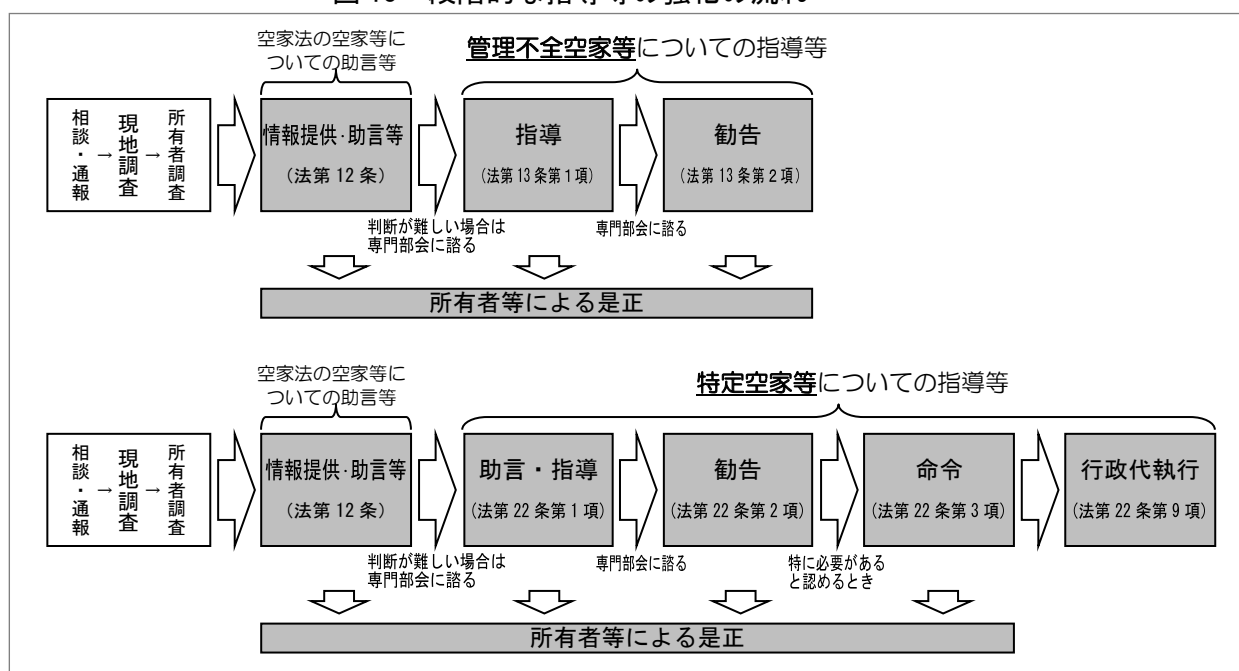 空家法の空家等に
ついての助言等
管理不全空家等についての指導等
相談・通報
→
現地調査
→
所有者調査
情報提供・助言等
（法第12条）
指導
（法第13条第1項）
勧告
（法第13条第2項）
判断が難しい場合は
専門部会に諮る
専門部会に諮る
所有者等による是正
空家法の空家等に
ついての助言等
特定空家等についての指導等
相談・通報
→
現地調査
→
所有者調査
情報提供・助言等
（法第12条）
助言・指導
（法第22条第1項）
勧告
（法第22条第2項）
命令
（法第22条第3項）
行政代執行
（法第22条第9項）
判断が難しい場合は
専門部会に諮る
専門部会に諮る
特に必要がある
と認めるとき
所有者等による是正